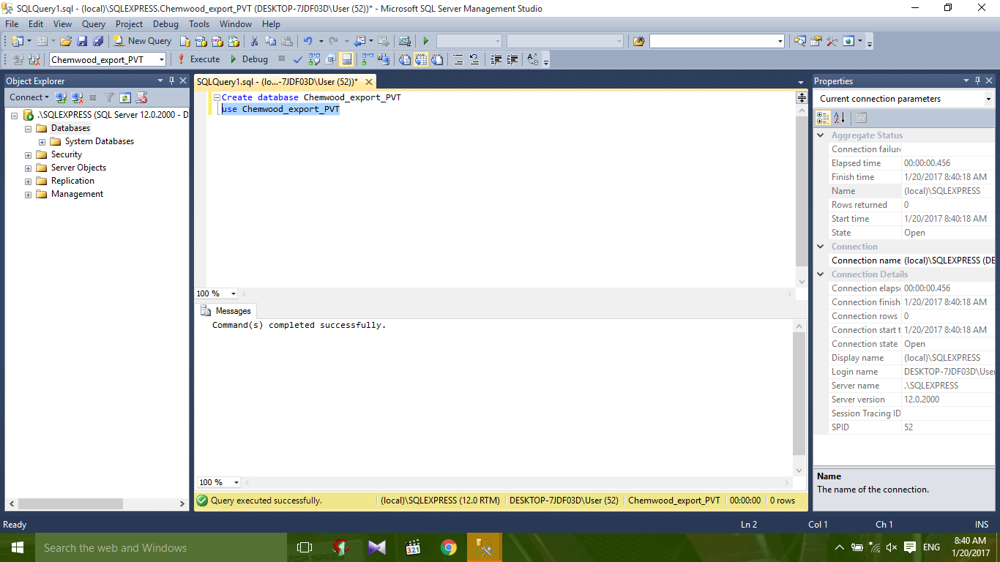 SQLQuery1.sql - (local)\SQLEXPRESS.Chemwood_export_PVT (DESKTOP-7JDF03D\User (52))* - Microsoft SQL Server Management Studio
File Edit View Query Project Debug Tools Window Help
New Query
Chemwood_export_PVT Execute Debug
Object Explorer
Connect
.\SQLEXPRESS (SQL Server 12.0.2000 - D
Databases
System Databases
Security
Server Objects
Replication
Management
SQLQuery1.sql - (lo...-7JDF03D\User (52))*
Create database Chemwood_export_PVT
use Chemwood_export_PVT
100 %
Messages
Command(s) completed successfully.
100 %
Query executed successfully. (local)\SQLEXPRESS (12.0 RTM) DESKTOP-7JDF03D\User (52) Chemwood_export_PVT 00:00:00 0 rows
Properties
Current connection parameters
Aggregate Status
Connection failure
Elapsed time 00:00:00.456
Finish time 1/20/2017 8:40:18 AM
Name (local)\SQLEXPRESS
Rows returned 0
Start time 1/20/2017 8:40:18 AM
State Open
Connection
Connection name (local)\SQLEXPRESS (DE
Connection Details
Connection elapse 00:00:00.456
Connection finish 1/20/2017 8:40:18 AM
Connection rows 0
Connection start t 1/20/2017 8:40:18 AM
Connection state Open
Display name (local)\SQLEXPRESS
Login name DESKTOP-7JDF03D\User
Server name .\SQLEXPRESS
Server version 12.0.2000
Session Tracing ID
SPID 52
Name
The name of the connection.
Ready Ln 2 Col 1 Ch 1 INS
Search the web and Windows
321
ENG
8:40 AM
1/20/2017